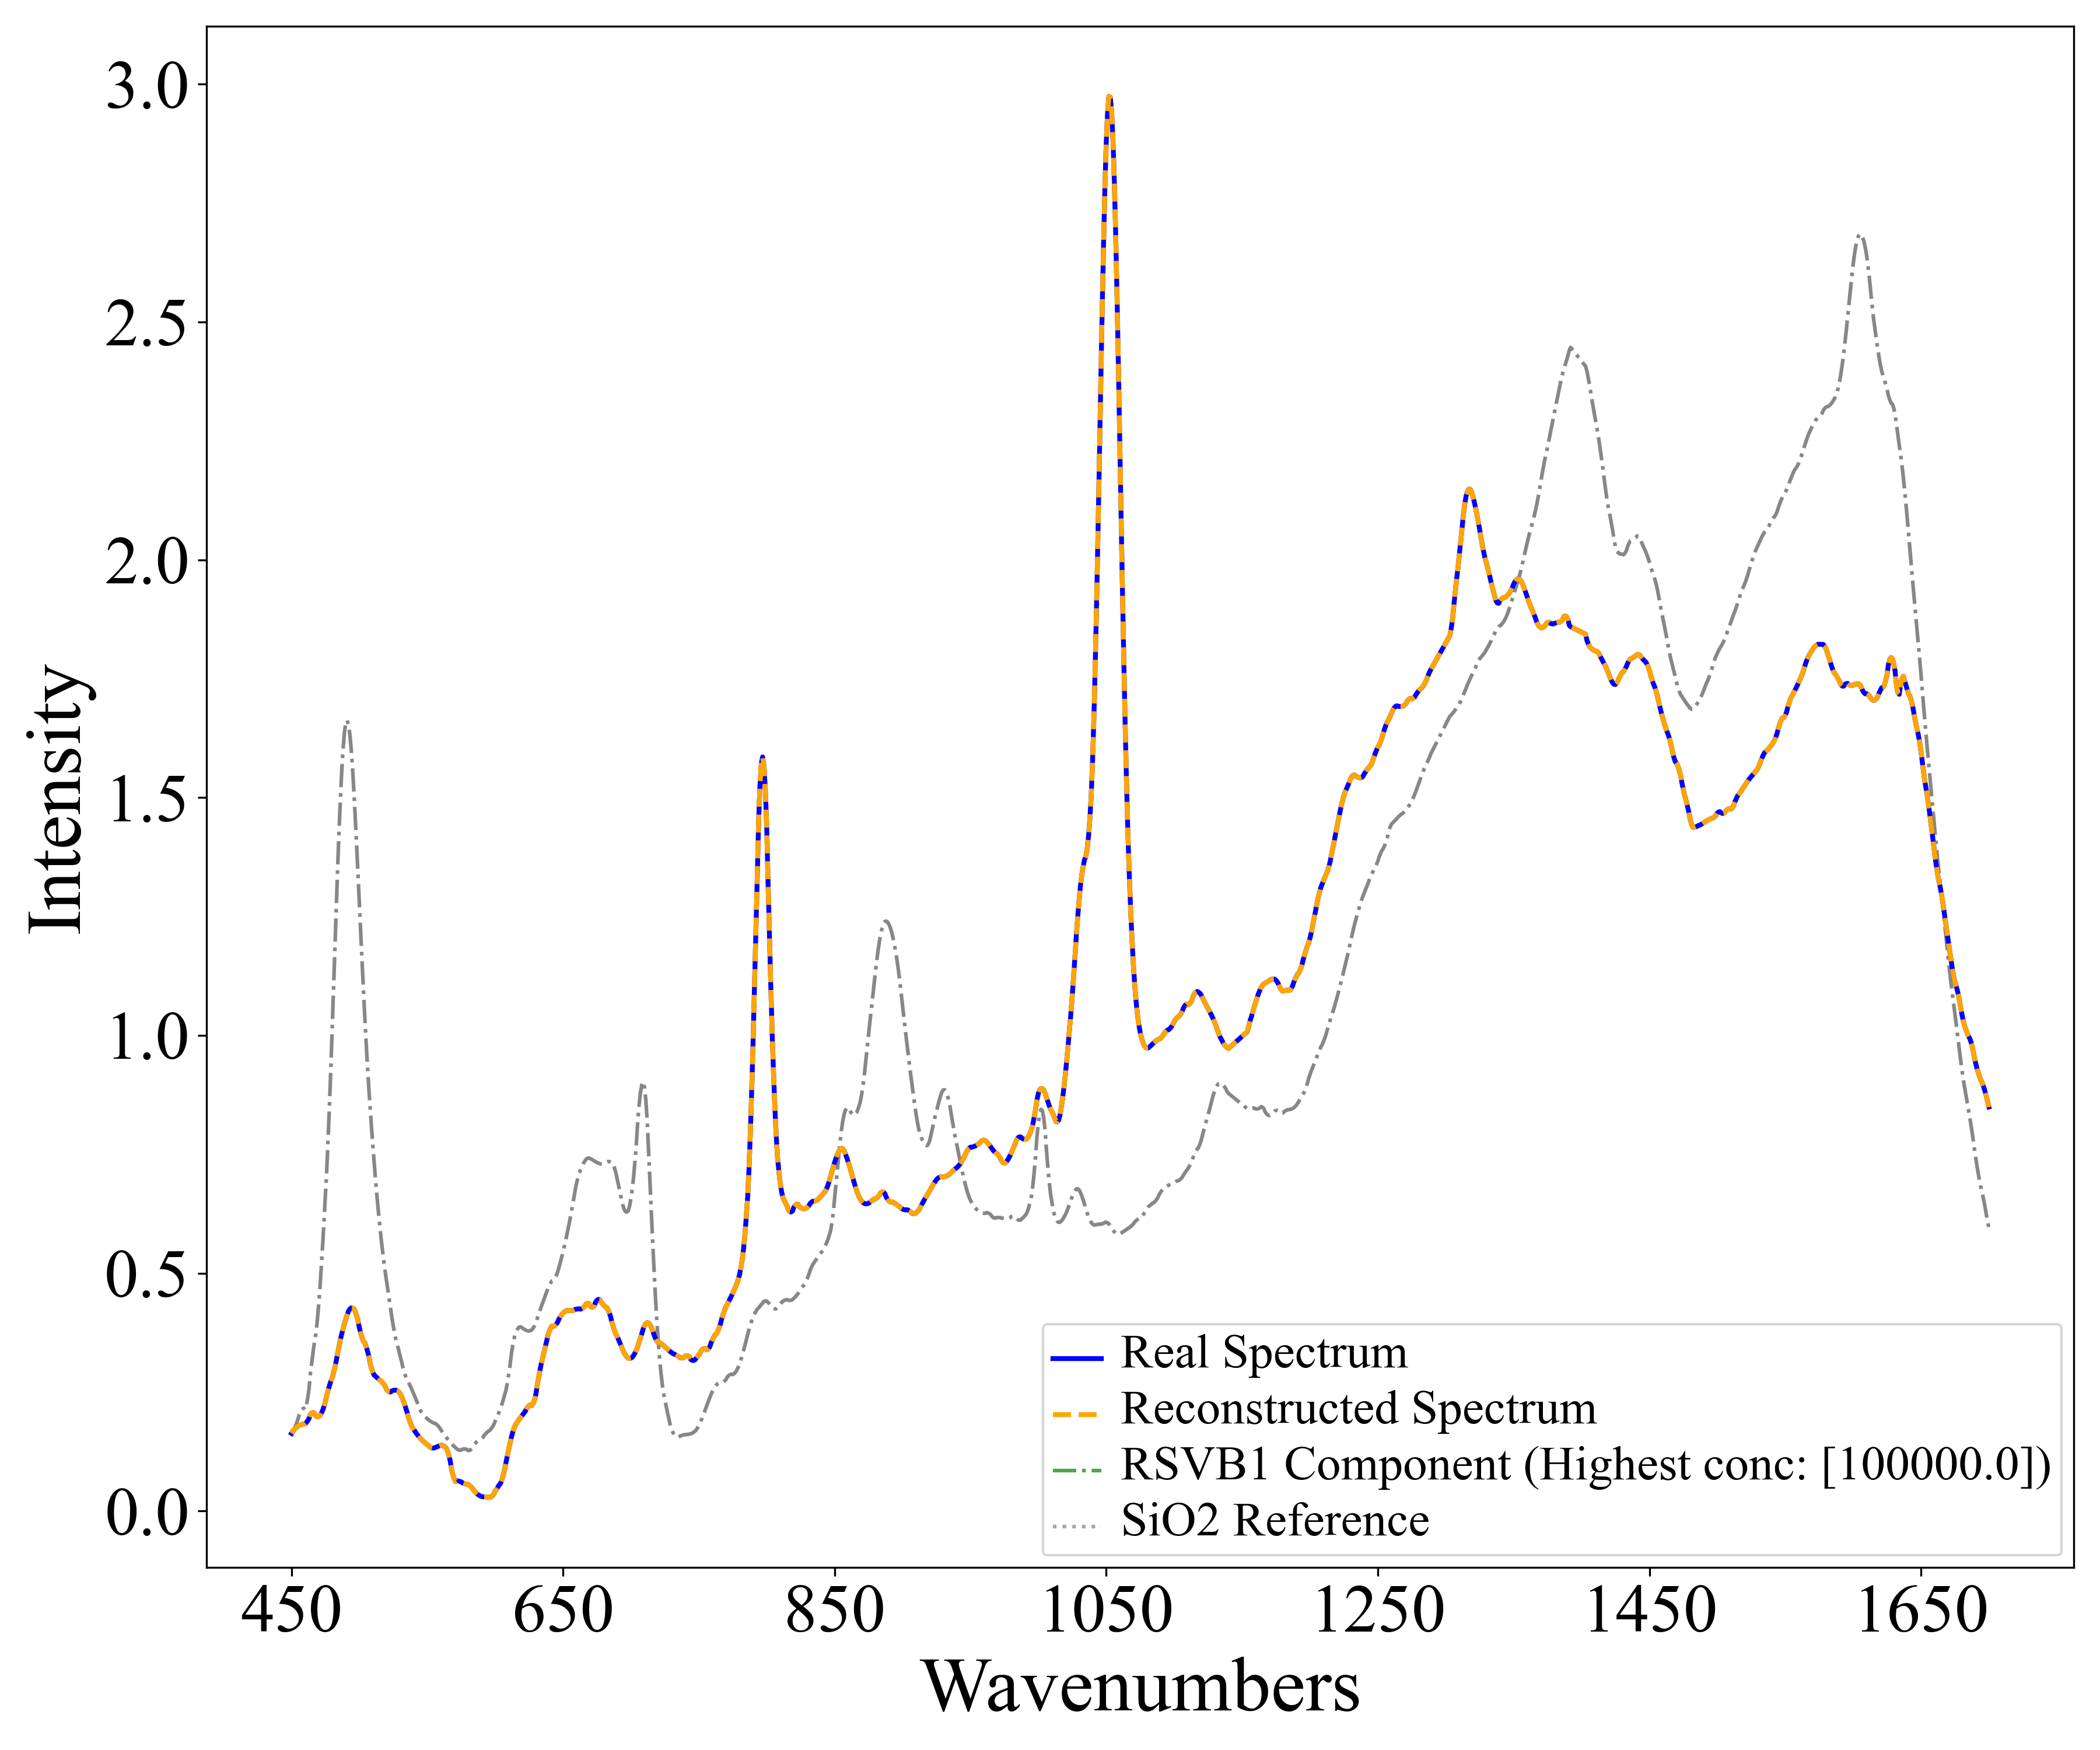 3.0
2.5
2.0
1.5
1.0
0.5
0.0
Intensity
Real Spectrum
Reconstructed Spectrum
RSVB1 Component (Highest conc: [100000.0])
SiO2 Reference
450 650 850 1050 1250 1450 1650
Wavenumbers